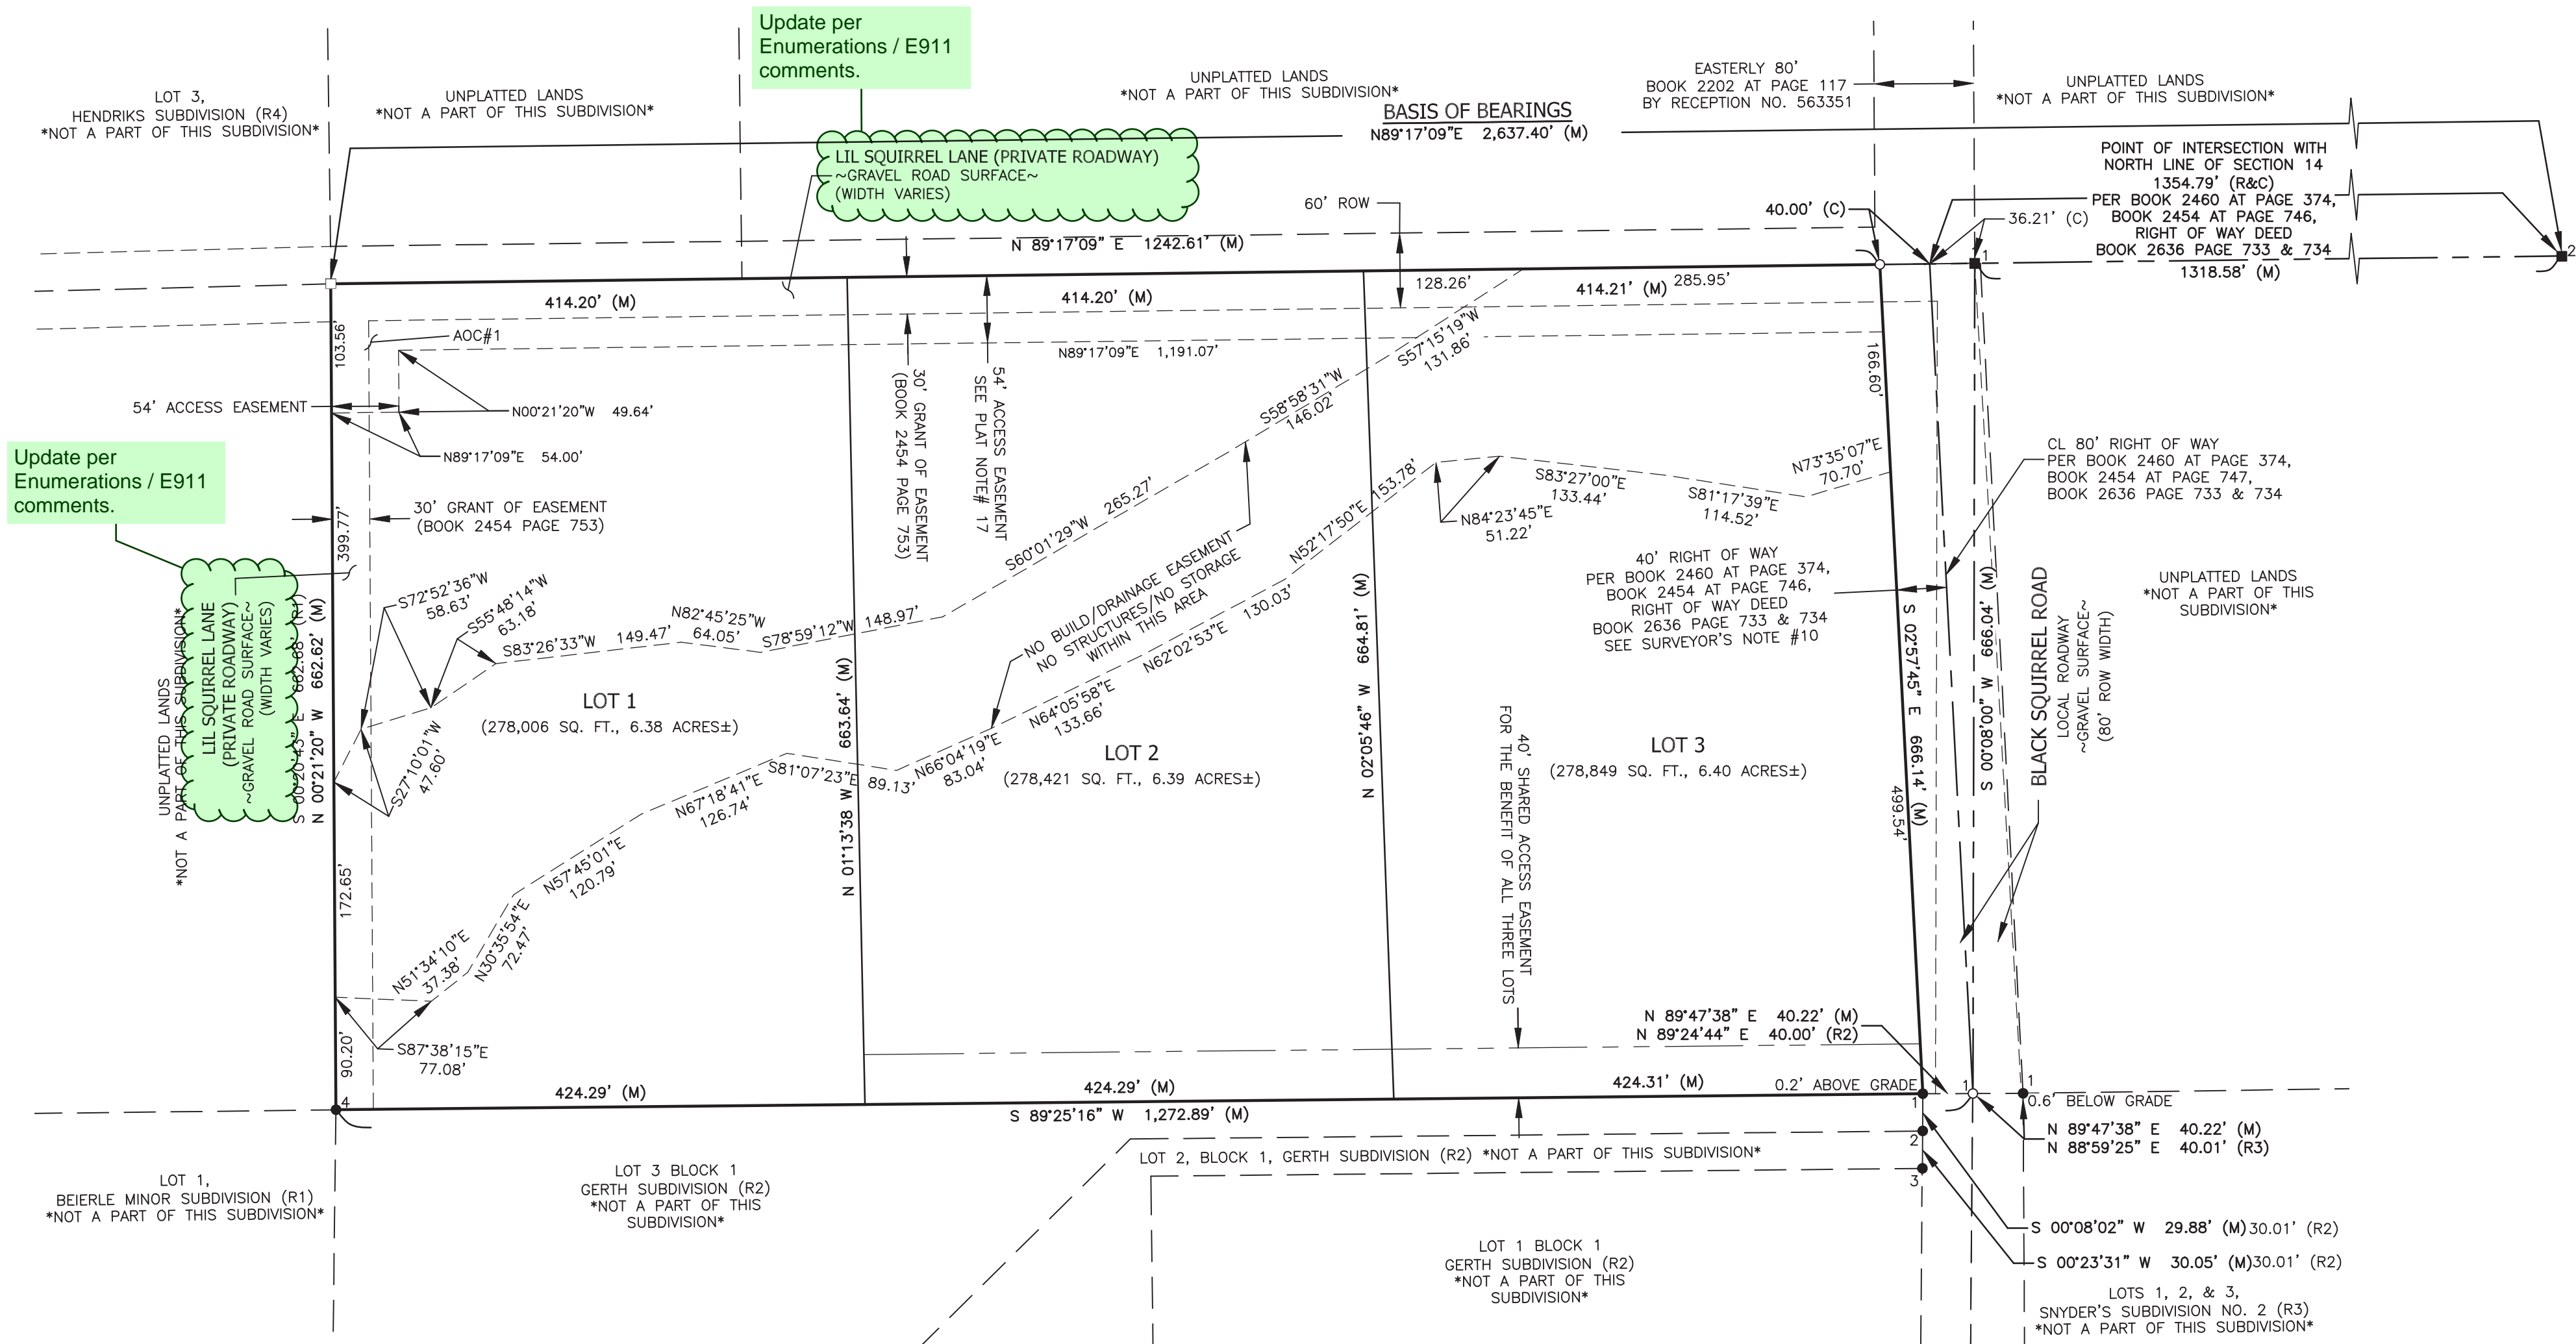 Update per
Enumerations / E911
comments.
LOT 3,
HENDRIKS SUBDIVISION (R4)
*NOT A PART OF THIS SUBDIVISION*
UNPLATTED LANDS
*NOT A PART OF THIS SUBDIVISION*
UNPLATTED LANDS
*NOT A PART OF THIS SUBDIVISION*
EASTERLY 80'
BOOK 2202 AT PAGE 117
BY RECEPTION NO. 563351
UNPLATTED LANDS
*NOT A PART OF THIS SUBDIVISION*
BASIS OF BEARINGS
N89°17'09"E 2,637.40' (M)
LIL SQUIRREL LANE (PRIVATE ROADWAY)
~GRAVEL ROAD SURFACE~
(WIDTH VARIES)
POINT OF INTERSECTION WITH
NORTH LINE OF SECTION 14
1354.79' (R&C)
PER BOOK 2460 AT PAGE 374,
BOOK 2454 AT PAGE 746,
RIGHT OF WAY DEED
BOOK 2636 PAGE 733 & 734
1318.58' (M)
60' ROW
40.00' (C)
36.21' (C)
1
2
N 89°17'09" E 1242.61' (M)
414.20' (M)
414.20' (M)
128.26'
414.21' (M)
285.95'
103.56'
AOC#1
N89°17'09"E 1,191.07'
S57°15'19"W
131.86'
166.60'
54' ACCESS EASEMENT
N00°21'20"W 49.64'
N89°17'09"E 54.00'
30' GRANT OF EASEMENT
(BOOK 2454 PAGE 753)
54' ACCESS EASEMENT
SEE PLAT NOTE# 17
S58°58'31"W
146.02'
CL 80' RIGHT OF WAY
PER BOOK 2460 AT PAGE 374,
BOOK 2454 AT PAGE 747,
BOOK 2636 PAGE 733 & 734
Update per
Enumerations / E911
comments.
30' GRANT OF EASEMENT
(BOOK 2454 PAGE 753)
399.77'
S60°01'29"W 265.27'
N52°17'50"E 153.78'
N84°23'45"E
51.22'
S83°27'00"E
133.44'
S81°17'39"E
114.52'
N73°35'07"E
70.70'
40' RIGHT OF WAY
PER BOOK 2460 AT PAGE 374,
BOOK 2454 AT PAGE 746,
RIGHT OF WAY DEED
BOOK 2636 PAGE 733 & 734
SEE SURVEYOR'S NOTE #10
UNPLATTED LANDS
*NOT A PART OF THIS
SUBDIVISION*
LIL SQUIRREL LANE
(PRIVATE ROADWAY)
~GRAVEL ROAD SURFACE~
(WIDTH VARIES)
UNPLATTED LANDS
*NOT A PART OF THIS SUBDIVISION*
S 00°20'43" E 662.68' (R1)
N 00°21'20" W 662.62' (M)
S72°52'36"W
58.63'
S55°48'14"W
63.18'
S83°26'33"W 149.47'
N82°45'25"W
64.05'
S78°59'12"W 148.97'
NO BUILD/DRAINAGE EASEMENT
NO STRUCTURES/NO STORAGE
WITHIN THIS AREA
N62°02'53"E 130.03'
N64°05'58"E
133.66'
N66°04'19"E
83.04'
S81°07'23"E 89.13'
N67°18'41"E
126.74'
N57°45'01"E
120.79'
N30°35'54"E
72.47'
N51°34'10"E
37.38'
S27°10'01"W
47.60'
LOT 1
(278,006 SQ. FT., 6.38 ACRES±)
N 01°13'38 W 663.64' (M)
LOT 2
(278,421 SQ. FT., 6.39 ACRES±)
N 02°05'46" W 664.81' (M)
LOT 3
(278,849 SQ. FT., 6.40 ACRES±)
S 02°57'45" E 666.14' (M)
S 00°08'00" W 666.04' (M)
499.54'
BLACK SQUIRREL ROAD
LOCAL ROADWAY
~GRAVEL SURFACE~
(80' ROW WIDTH)
40' SHARED ACCESS EASEMENT
FOR THE BENEFIT OF ALL THREE LOTS
172.65'
90.20'
S87°38'15"E
77.08'
N 89°47'38" E 40.22' (M)
N 89°24'44" E 40.00' (R2)
4
424.29' (M)
424.29' (M)
424.31' (M)
0.2' ABOVE GRADE
S 89°25'16" W 1,272.89' (M)
1
1
1
0.6' BELOW GRADE
N 89°47'38" E 40.22' (M)
N 88°59'25" E 40.01' (R3)
2
3
LOT 2, BLOCK 1, GERTH SUBDIVISION (R2) *NOT A PART OF THIS SUBDIVISION*
LOT 1,
BEIERLE MINOR SUBDIVISION (R1)
*NOT A PART OF THIS SUBDIVISION*
LOT 3 BLOCK 1
GERTH SUBDIVISION (R2)
*NOT A PART OF THIS
SUBDIVISION*
LOT 1 BLOCK 1
GERTH SUBDIVISION (R2)
*NOT A PART OF THIS
SUBDIVISION*
S 00°08'02" W 29.88' (M)30.01' (R2)
S 00°23'31" W 30.05' (M)30.01' (R2)
LOTS 1, 2, & 3,
SNYDER'S SUBDIVISION NO. 2 (R3)
*NOT A PART OF THIS SUBDIVISION*